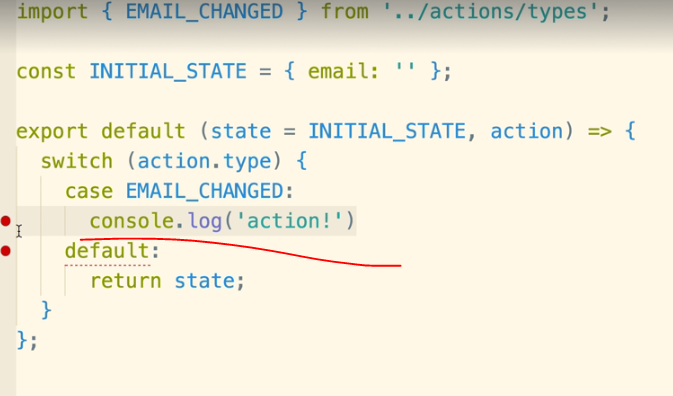 import { EMAIL_CHANGED } from '../actions/types';
const INITIAL_STATE = { email: '' };
export default (state = INITIAL_STATE, action) => {
switch (action.type) {
case EMAIL_CHANGED:
console.log('action!')
default:
return state;
}
};